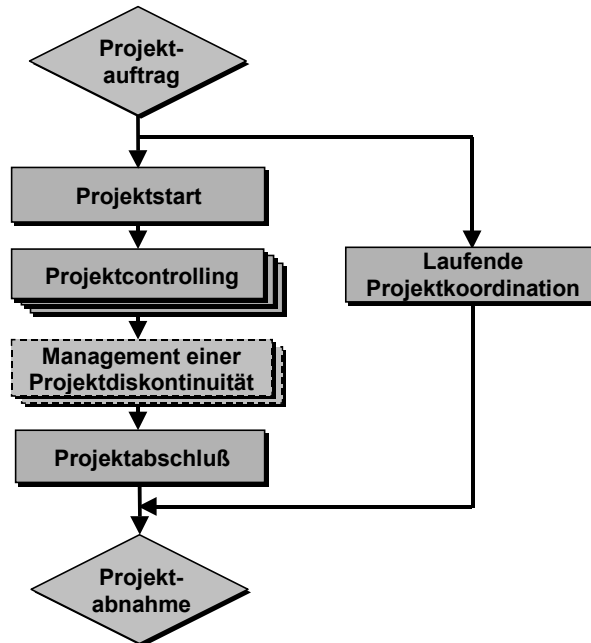 Projekt-
auftrag
Projektstart
Projektcontrolling
Laufende
Projektkoordination
Management einer
Projektdiskontinuität
Projektabschluß
Projekt-
abnahme